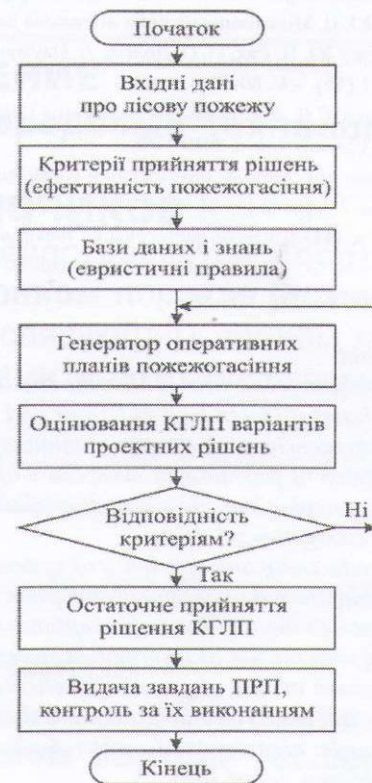 Початок
Вхідні дані
про лісову пожежу
Критерії прийняття рішень
(ефективність пожежогасіння)
Бази даних і знань
(евристичні правила)
Генератор оперативних
планів пожежогасіння
Оцінювання КГЛП варіантів
проектних рішень
Відповідність
критеріям?
Ні
Так
Остаточне прийняття
рішення КГЛП
Видача завдань ПРП,
контроль за їх виконанням
Кінець